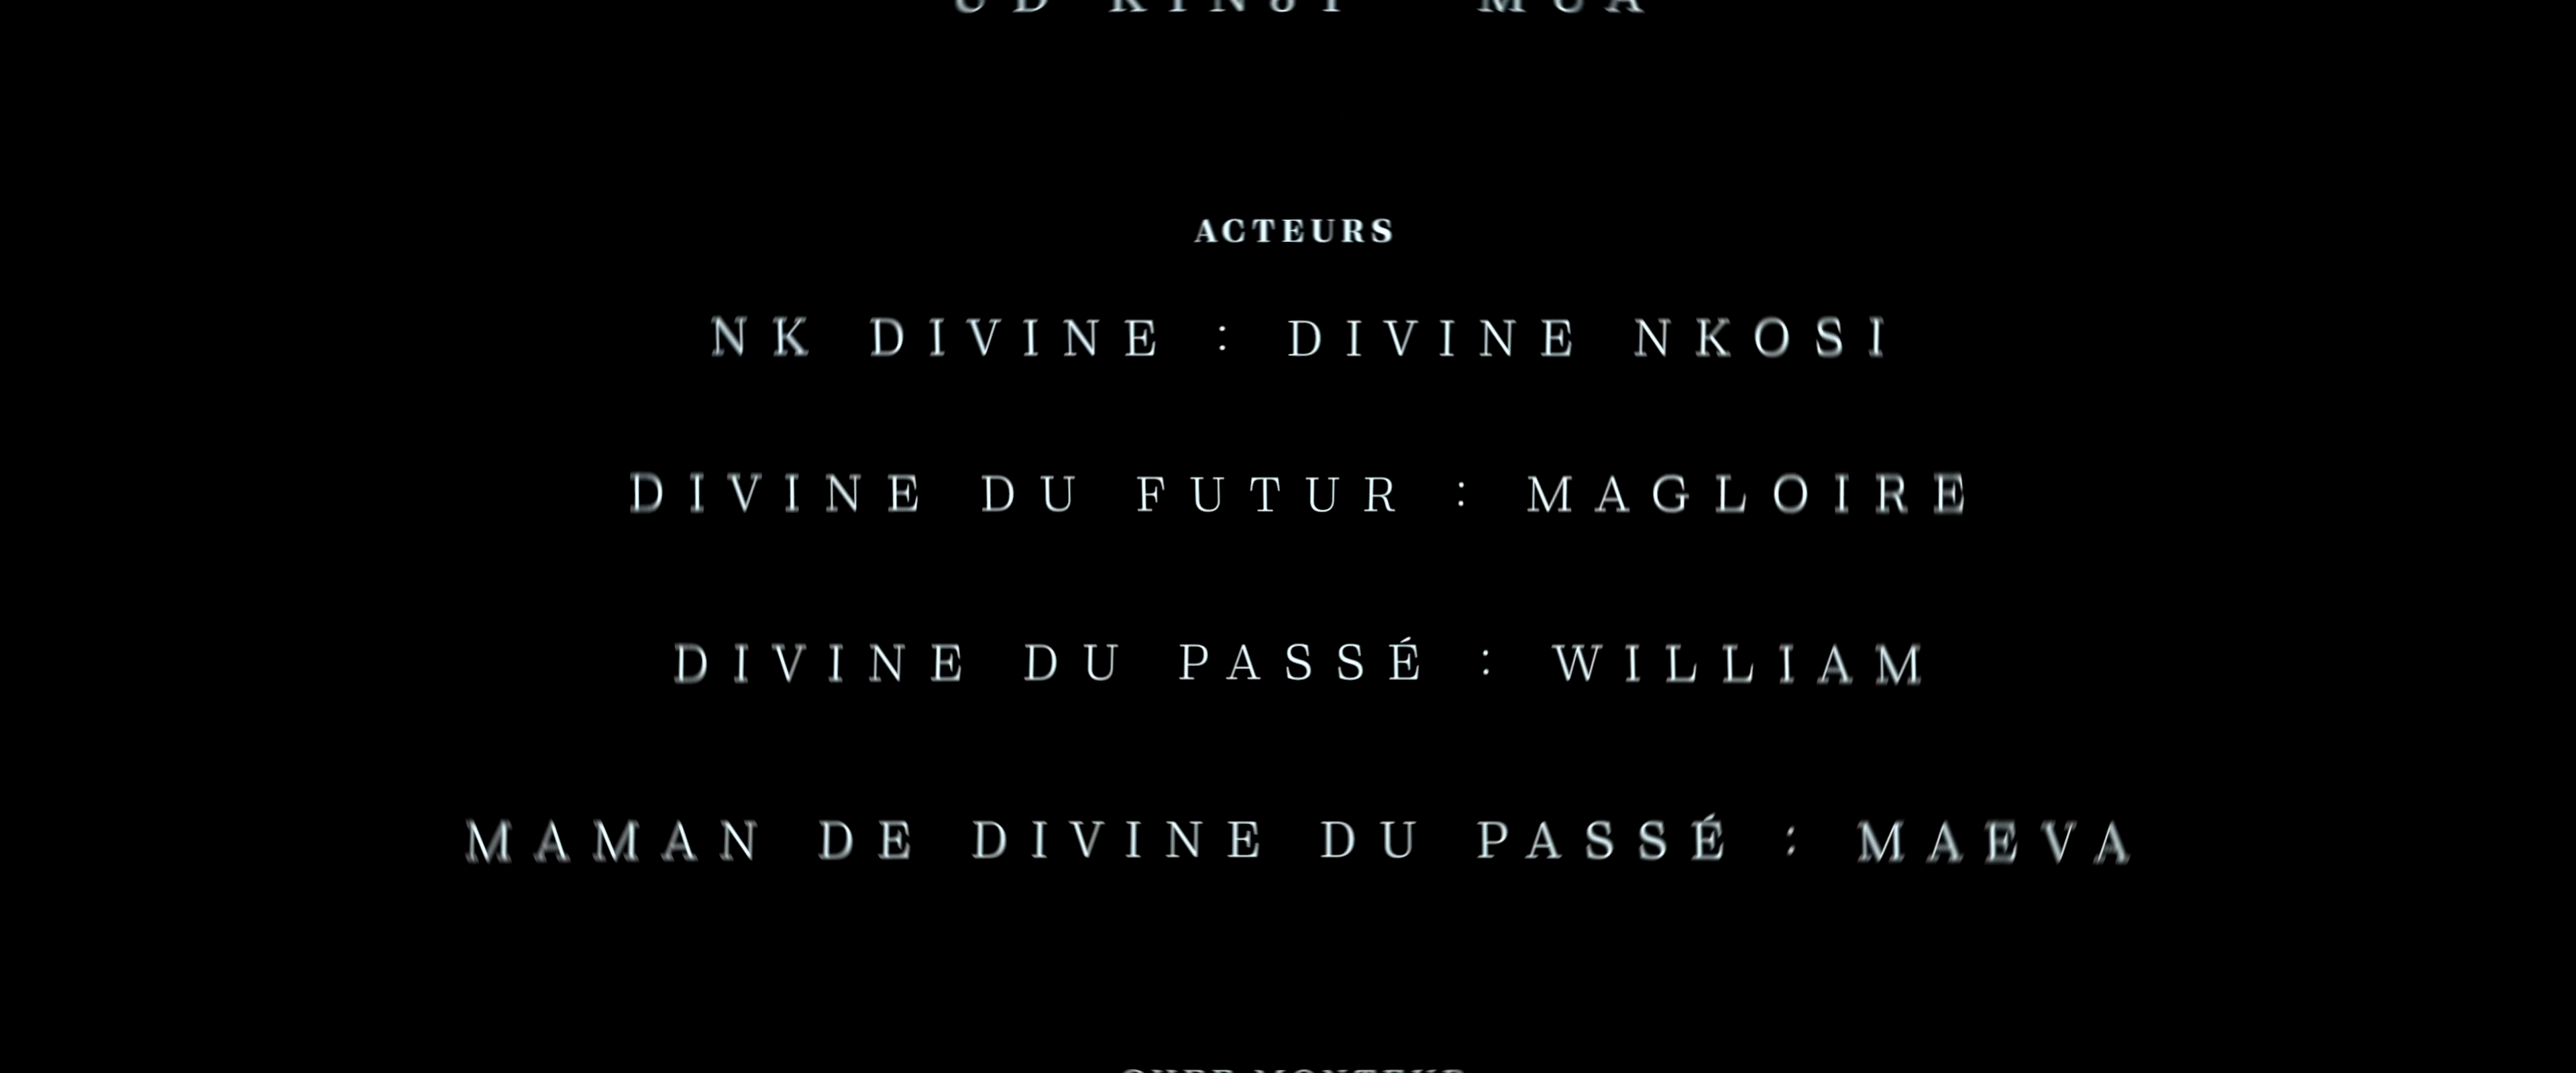 ACTEURS
NK DIVINE : DIVINE NKOSI
DIVINE DU FUTUR : MAGLOIRE
DIVINE DU PASSÉ : WILLIAM
MAMAN DE DIVINE DU PASSÉ : MAEVA